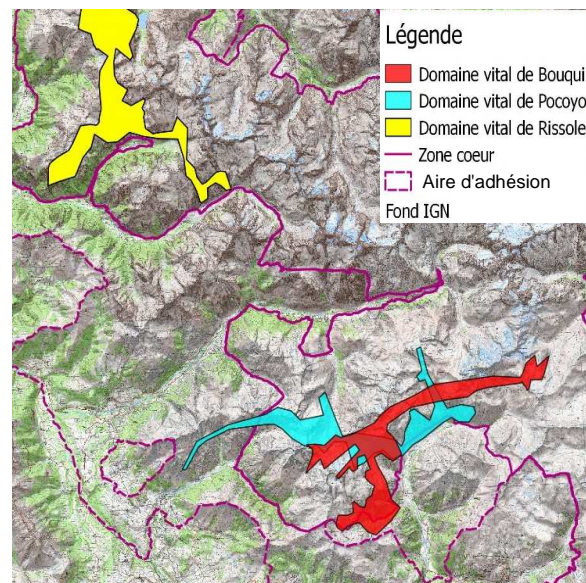 Légende
Domaine vital de Bouqui
Domaine vital de Pocoyo
Domaine vital de Rissole
Zone coeur
Aire d'adhésion
Fond IGN